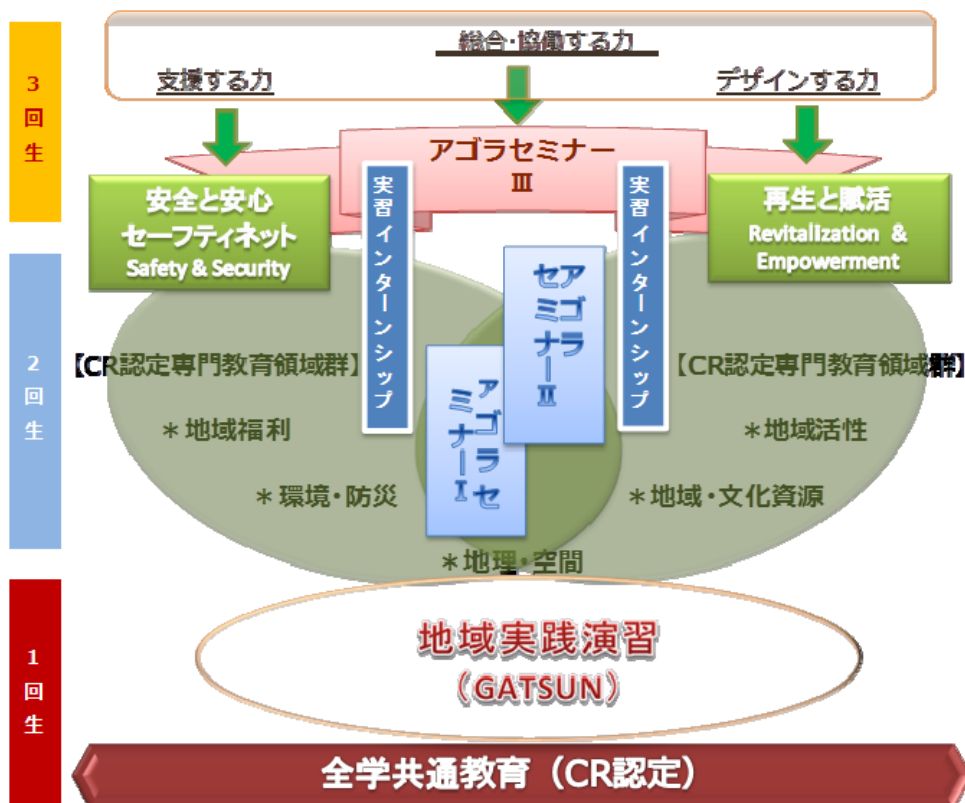 総合・協働する力
支援する力
デザインする力
3回生
アゴラセミナー
Ⅲ
安全と安心
セーフティネット
Safety & Security
実習インターンシップ
実習インターンシップ
再生と賦活
Revitalization &
Empowerment
2回生
アゴラ
セミナーⅡ
アゴラセ
ミナーⅠ
【CR認定専門教育領域群】
【CR認定専門教育領域群】
＊地域福利
＊地域活性
＊環境・防災
＊地域・文化資源
＊地理・空間
1回生
地域実践演習
（GATSUN）
全学共通教育（CR認定）